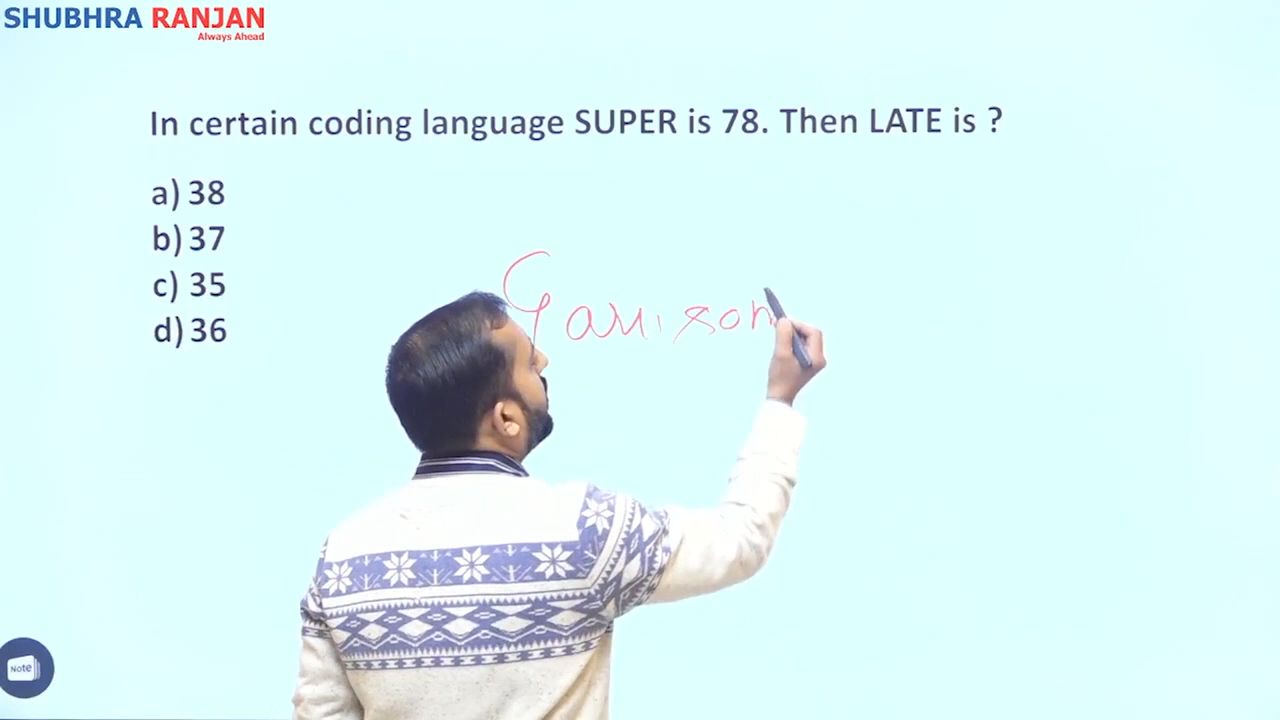 SHUBHRA RANJAN
Always Ahead
In certain coding language SUPER is 78. Then LATE is ?
a) 38
b) 37
c) 35
d) 36
Garrison
Note